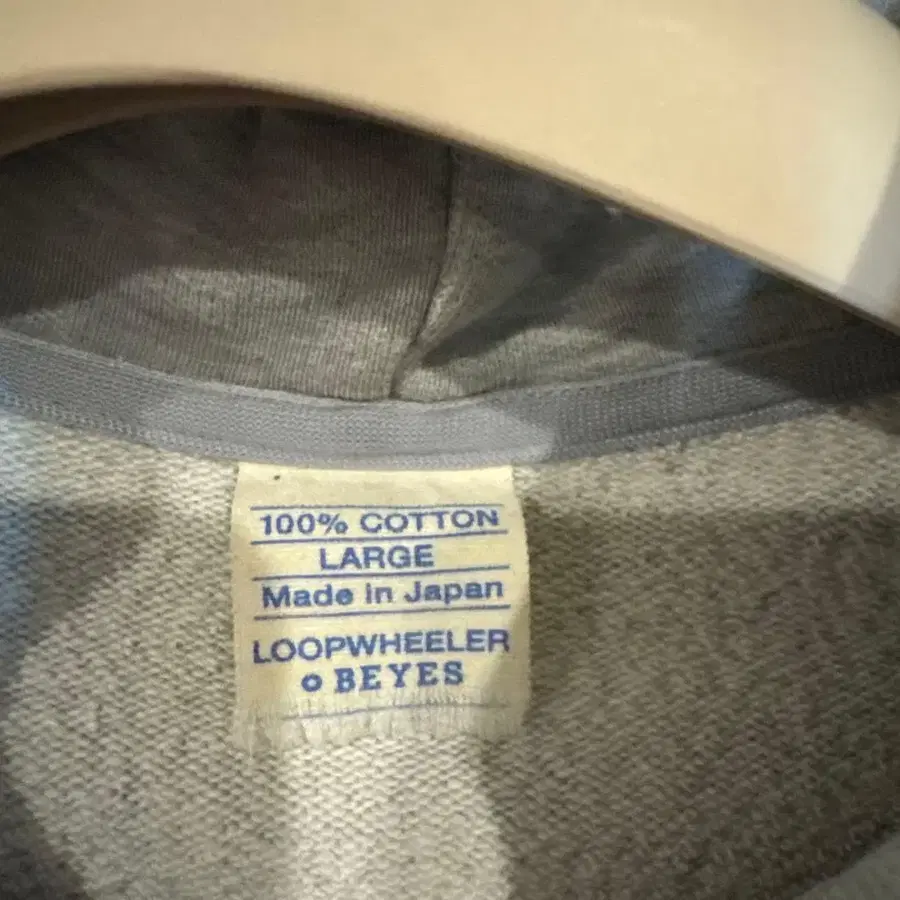 100% COTTON
LARGE
Made in Japan
LOOPWHEELER
BEYES